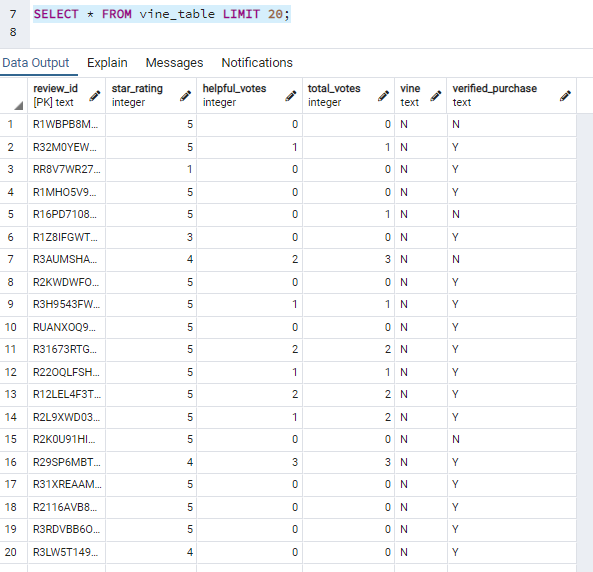 7 SELECT * FROM vine_table LIMIT 20;
8
Data Output Explain Messages Notifications
review_id star_rating helpful_votes total_votes vine verified_purchase
[PK] text integer integer integer text text
1 R1WBPB8M... 5 0 0 N N
2 R32M0YEW... 5 1 1 N Y
3 RR8V7WR27... 1 0 0 N Y
4 R1MHO5V9... 5 0 0 N Y
5 R16PD7108... 5 0 1 N N
6 R1Z8IFGWT... 3 0 0 N Y
7 R3AUMSHA... 4 2 3 N N
8 R2KWDWFO... 5 0 0 N Y
9 R3H9543FW... 5 1 1 N Y
10 RUANXOQ9... 5 0 0 N Y
11 R31673RTG... 5 2 2 N Y
12 R22OQLFSH... 5 1 1 N Y
13 R12LEL4F3T... 5 2 2 N Y
14 R2L9XWD03... 5 1 2 N Y
15 R2K0U91HI... 5 0 0 N N
16 R29SP6MBT... 4 3 3 N Y
17 R31XREAAM... 5 0 0 N Y
18 R2116AVB8... 5 0 0 N Y
19 R3RDVBB6O... 5 0 0 N Y
20 R3LW5T149... 4 0 0 N Y